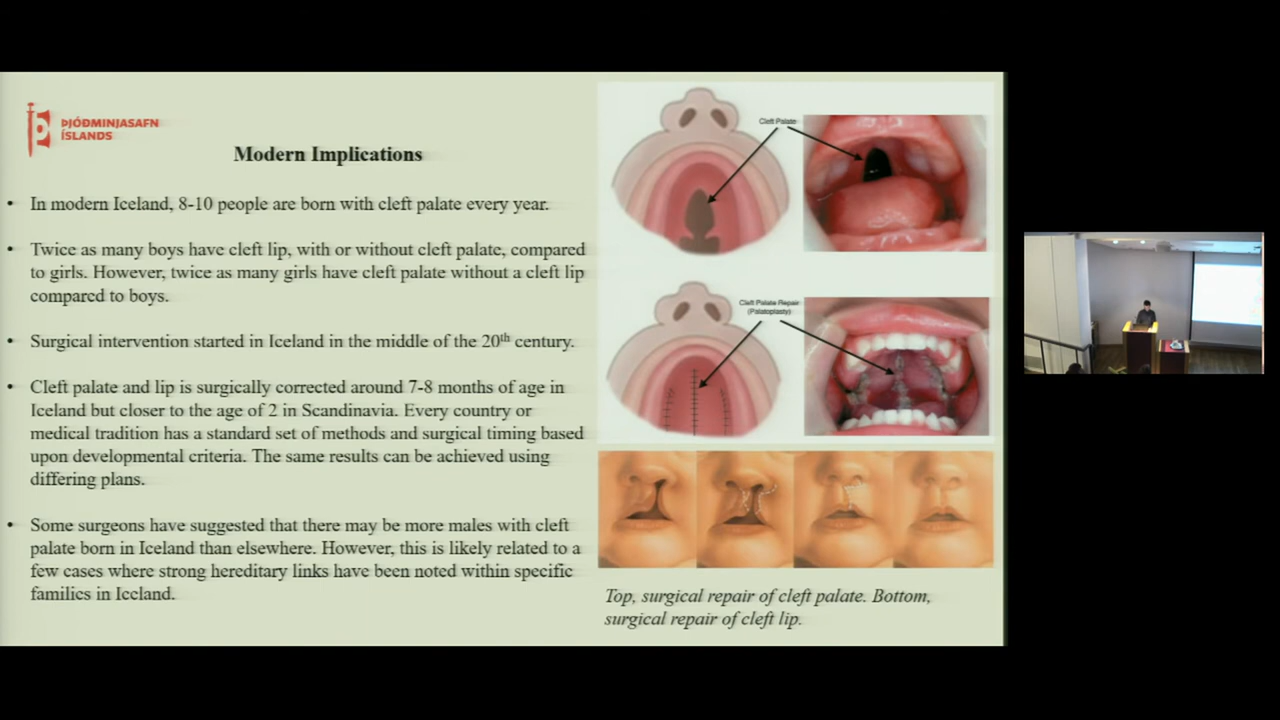 ÞJÓÐMINJASAFN
ÍSLANDS
Modern Implications
• In modern Iceland, 8-10 people are born with cleft palate every year.
• Twice as many boys have cleft lip, with or without cleft palate, compared
to girls. However, twice as many girls have cleft palate without a cleft lip
compared to boys.
• Surgical intervention started in Iceland in the middle of the 20th century.
• Cleft palate and lip is surgically corrected around 7-8 months of age in
Iceland but closer to the age of 2 in Scandinavia. Every country or
medical tradition has a standard set of methods and surgical timing based
upon developmental criteria. The same results can be achieved using
differing plans.
• Some surgeons have suggested that there may be more males with cleft
palate born in Iceland than elsewhere. However, this is likely related to a
few cases where strong hereditary links have been noted within specific
families in Iceland.
Cleft Palate
Cleft Palate Repair
(Palatoplasty)
Top, surgical repair of cleft palate. Bottom,
surgical repair of cleft lip.